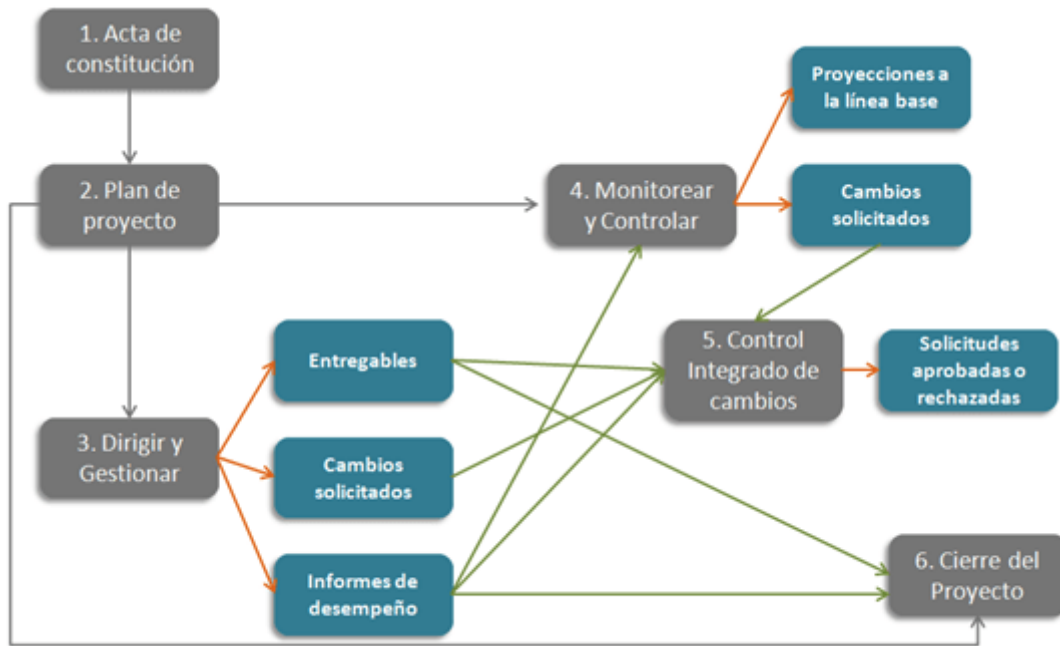 1. Acta de
constitución
Proyecciones a
la línea base
2. Plan de
proyecto
4. Monitorear
y Controlar
Cambios
solicitados
Entregables
5. Control
Integrado de
cambios
Solicitudes
aprobadas o
rechazadas
3. Dirigir y
Gestionar
Cambios
solicitados
Informes de
desempeño
6. Cierre del
Proyecto